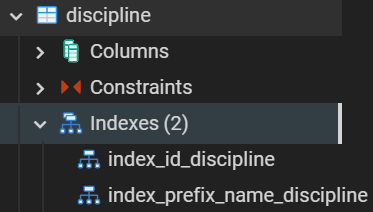 discipline
Columns
Constraints
Indexes (2)
index_id_discipline
index_prefix_name_discipline